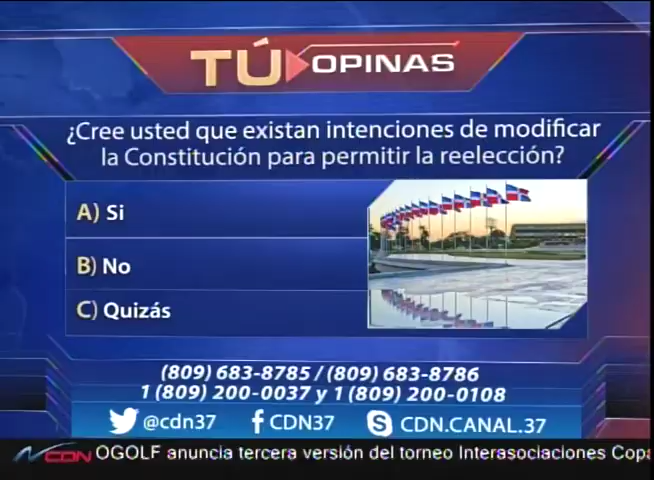 TÚ OPINAS
¿Cree usted que existan intenciones de modificar
la Constitución para permitir la reelección?
A) Si
B) No
C) Quizás
(809) 683-8785 / (809) 683-8786
1 (809) 200-0037 y 1 (809) 200-0108
@cdn37 f CDN37 S CDN.CANAL.37
CDN OGOLF anuncia tercera versión del torneo Interasociaciones Copa